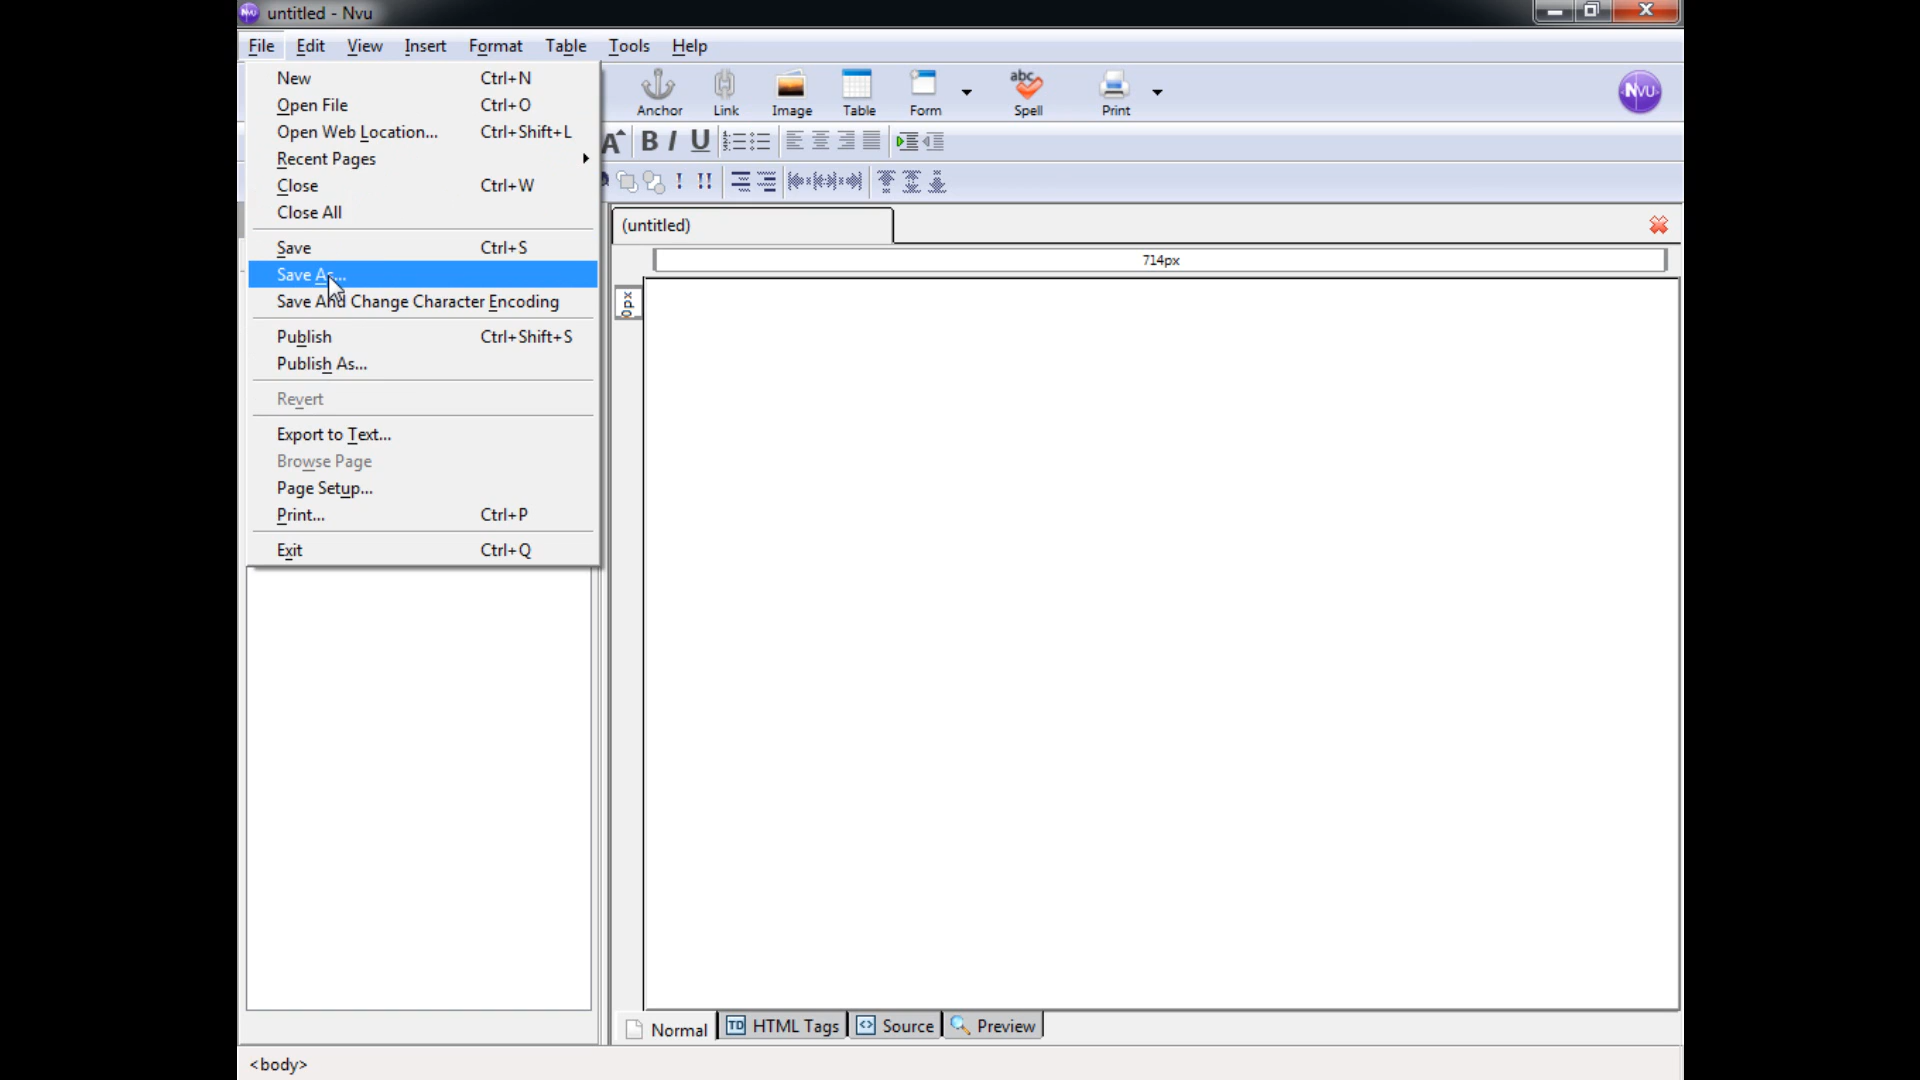 untitled - Nvu
File Edit View Insert Format Table Tools Help
New Ctrl+N
Open File Ctrl+O
Open Web Location... Ctrl+Shift+L
Recent Pages
Close Ctrl+W
Close All
Save Ctrl+S
Save As...
Save And Change Character Encoding
Publish Ctrl+Shift+S
Publish As...
Revert
Export to Text...
Browse Page
Page Setup...
Print... Ctrl+P
Exit Ctrl+Q
Anchor Link Image Table Form Spell Print
abc
NVU
A B I U
! !!
(untitled)
714px
0px
Normal TD HTML Tags Source Preview
<body>